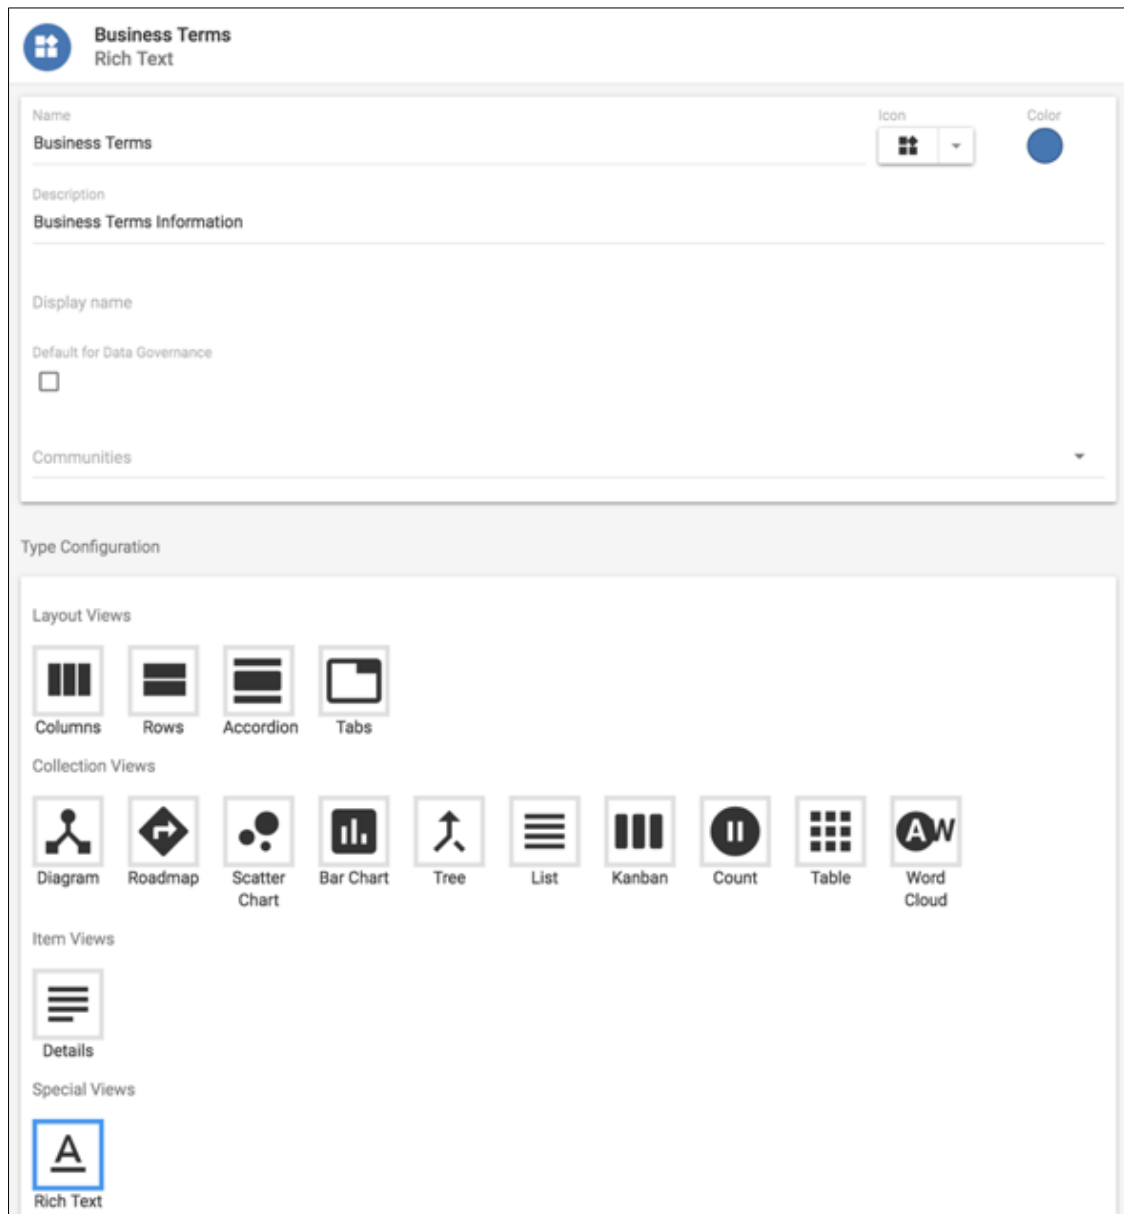 Business Terms
Rich Text
Name
Icon
Color
Business Terms
Description
Business Terms Information
Display name
Default for Data Governance
Communities
Type Configuration
Layout Views
Columns Rows Accordion Tabs
Collection Views
Diagram Roadmap Scatter Chart Bar Chart Tree List Kanban Count Table AW Word Cloud
Item Views
Details
Special Views
A
Rich Text